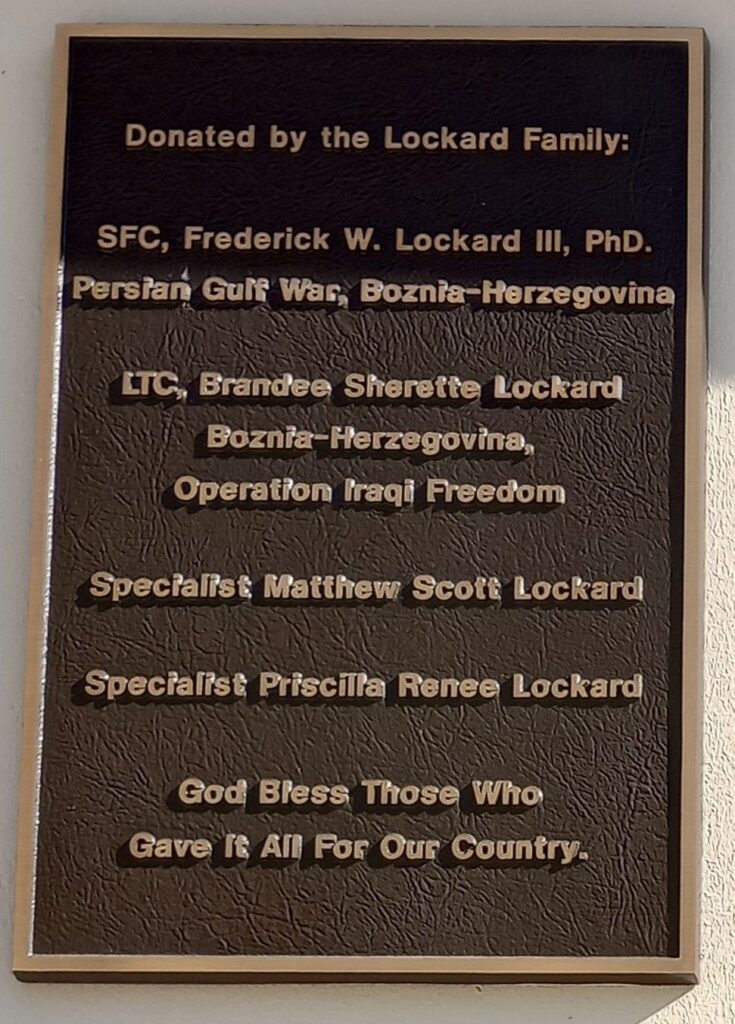 Donated by the Lockard Family:
SFC, Frederick W. Lockard III, PhD.
Persian Gulf War, Boznia-Herzegovina
LTC, Brandee Sherette Lockard
Boznia-Herzegovina,
Operation Iraqi Freedom
Specialist Matthew Scott Lockard
Specialist Priscilla Renee Lockard
God Bless Those Who
Gave It All For Our Country.